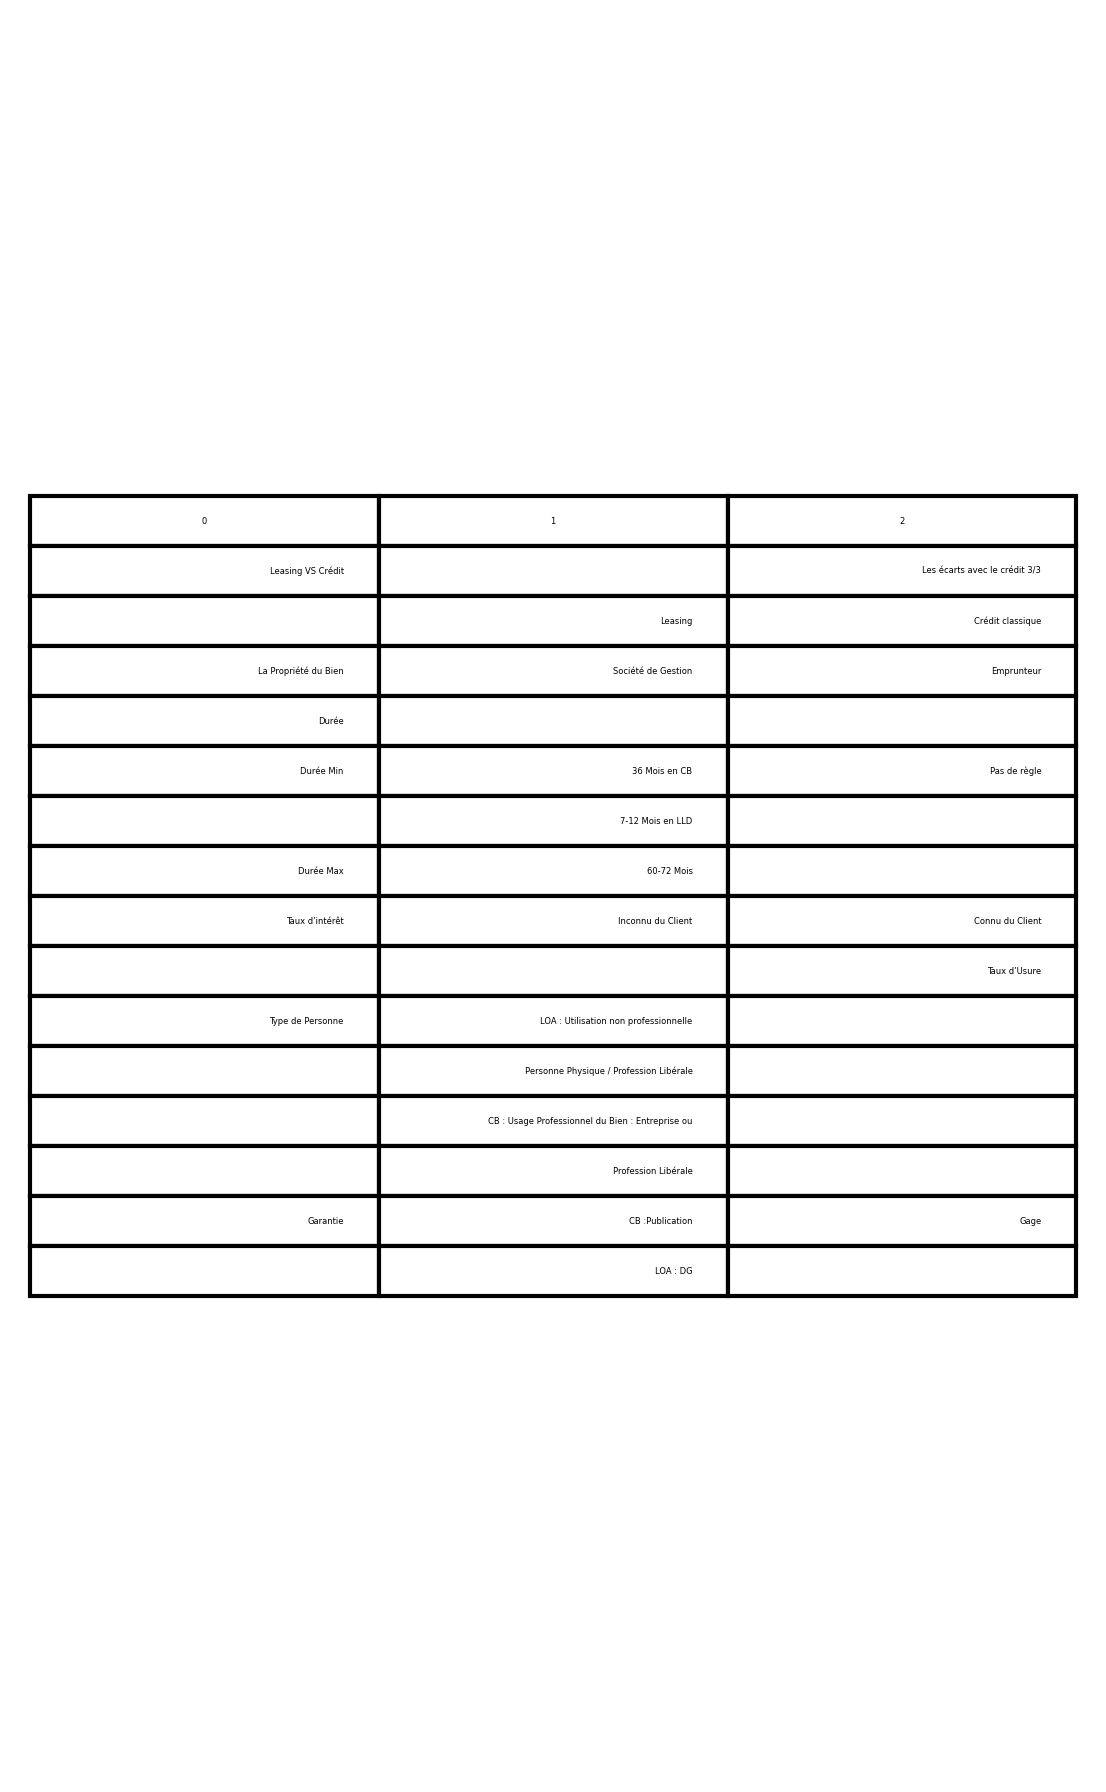 0 1 2
Leasing VS Crédit Les écarts avec le crédit 3/3
Leasing Crédit classique
La Propriété du Bien Société de Gestion Emprunteur
Durée
Durée Min 36 Mois en CB Pas de règle
7-12 Mois en LLD
Durée Max 60-72 Mois
Taux d’intérêt Inconnu du Client Connu du Client
Taux d’Usure
Type de Personne LOA : Utilisation non professionnelle
Personne Physique / Profession Libérale
CB : Usage Professionnel du Bien : Entreprise ou
Profession Libérale
Garantie CB :Publication Gage
LOA : DG